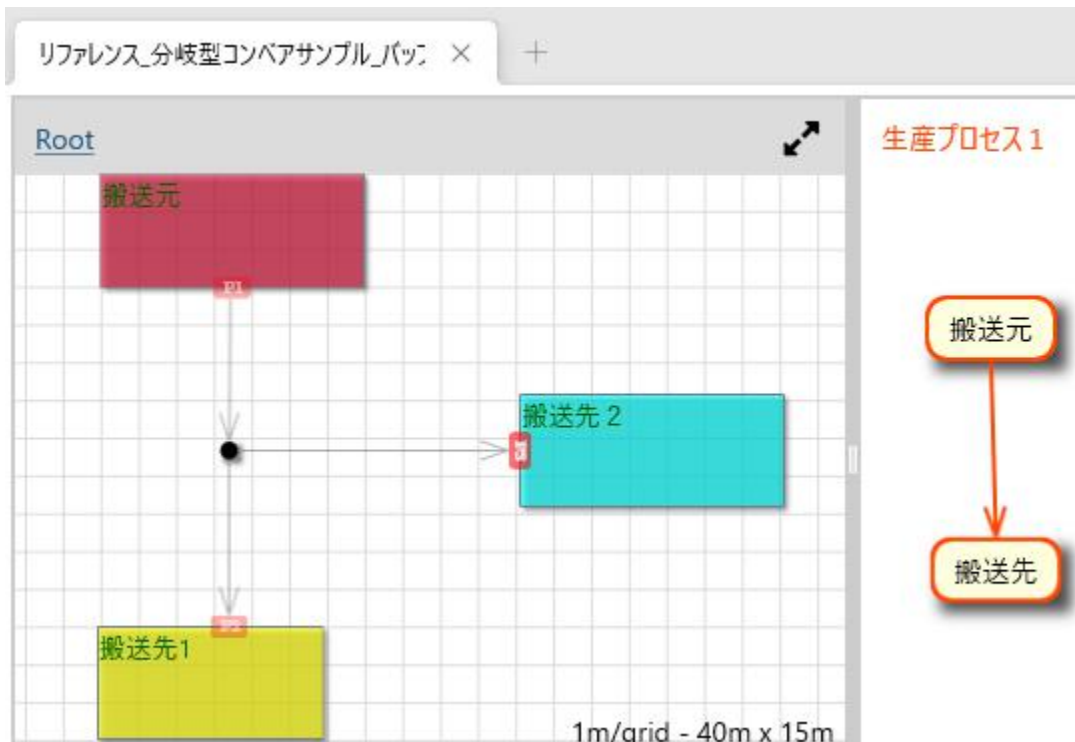 リファレンス_分岐型コンベアサンプル_バッフ
Root
生産プロセス1
搬送元
P1
搬送元
搬送先 2
搬送先
搬送先1
1m/grid - 40m x 15m